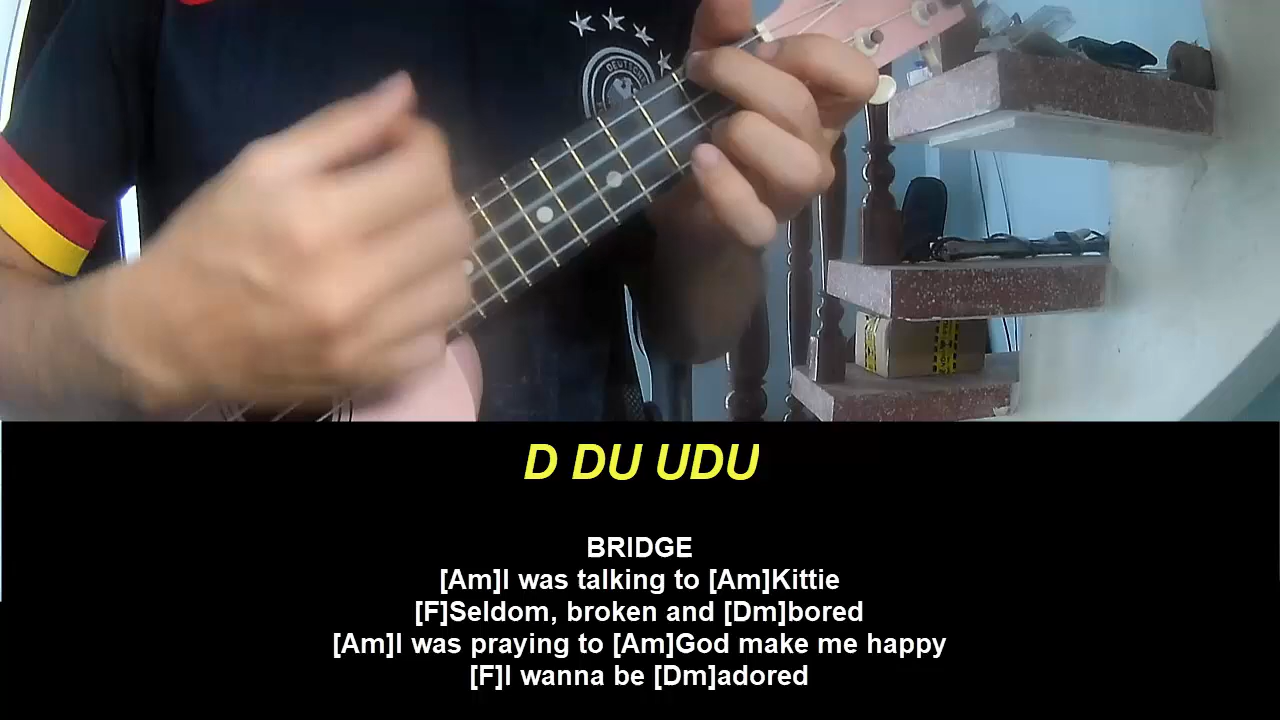 DEUTSCHER
D DU UDU
BRIDGE
[Am]I was talking to [Am]Kittie
[F]Seldom, broken and [Dm]bored
[Am]I was praying to [Am]God make me happy
[F]I wanna be [Dm]adored